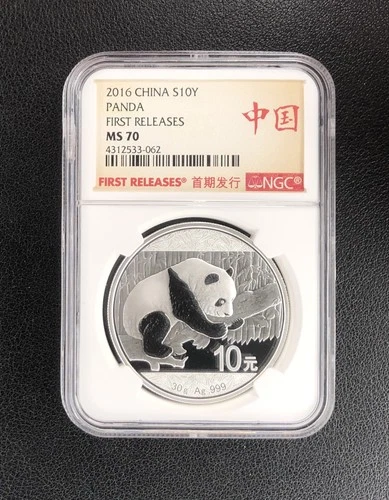 2016 CHINA S10Y
PANDA
FIRST RELEASES
MS 70
4312533-062
中国
FIRST RELEASES® 首期发行 NGC®
10元
30g Ag .999